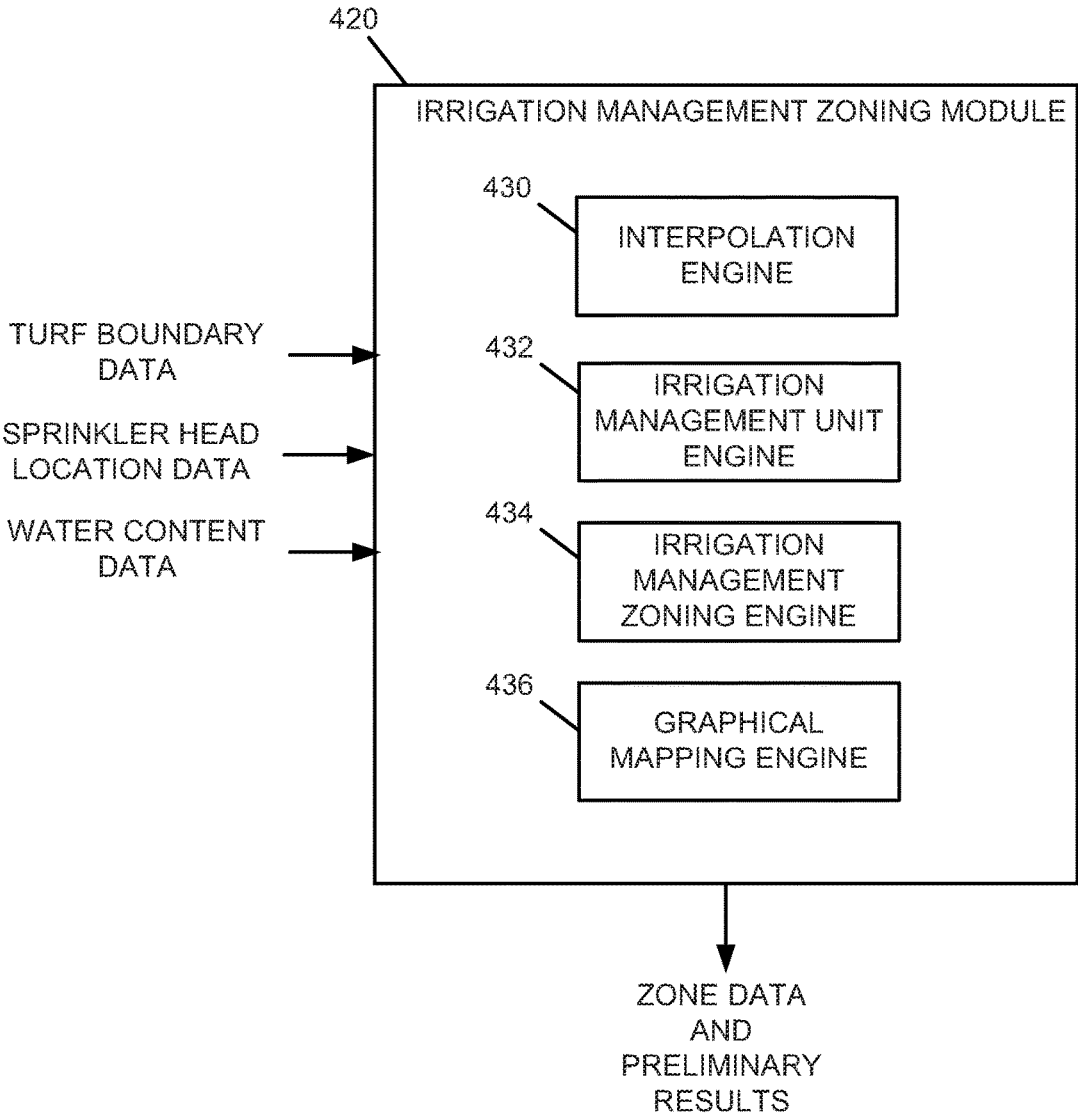 420
IRRIGATION MANAGEMENT ZONING MODULE
430
INTERPOLATION
ENGINE
TURF BOUNDARY
DATA
432
IRRIGATION
MANAGEMENT UNIT
ENGINE
SPRINKLER HEAD
LOCATION DATA
WATER CONTENT
DATA
434
IRRIGATION
MANAGEMENT
ZONING ENGINE
436
GRAPHICAL
MAPPING ENGINE
ZONE DATA
AND
PRELIMINARY
RESULTS